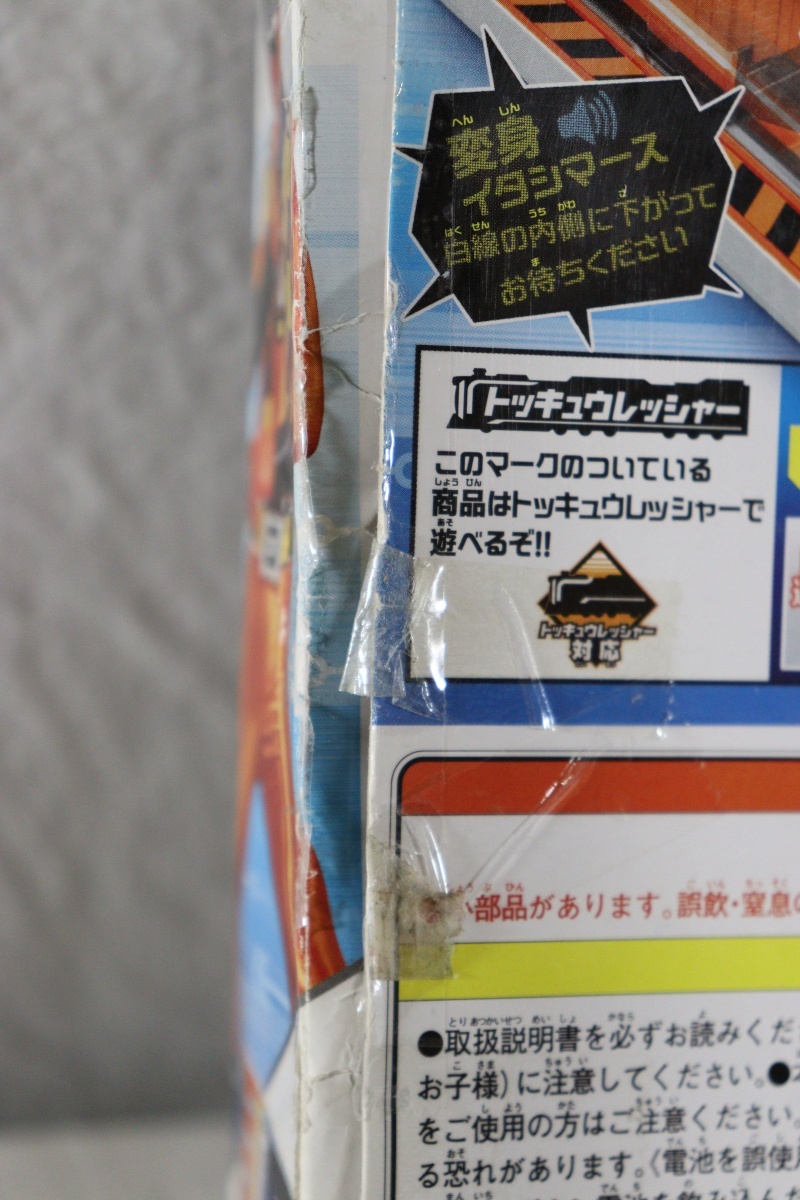 変身
イタシマース
白線の内側に下がって
お待ちください
トッキュウレッシャー
このマークのついている
商品はトッキュウレッシャーで
遊べるぞ!!
トッキュウレッシャー
対応
部品があります。誤飲・窒息の
●取扱説明書を必ずお読みくだ
お子様)に注意してください。●
をご使用の方はご注意ください。
る恐れがあります。〈電池を誤使用